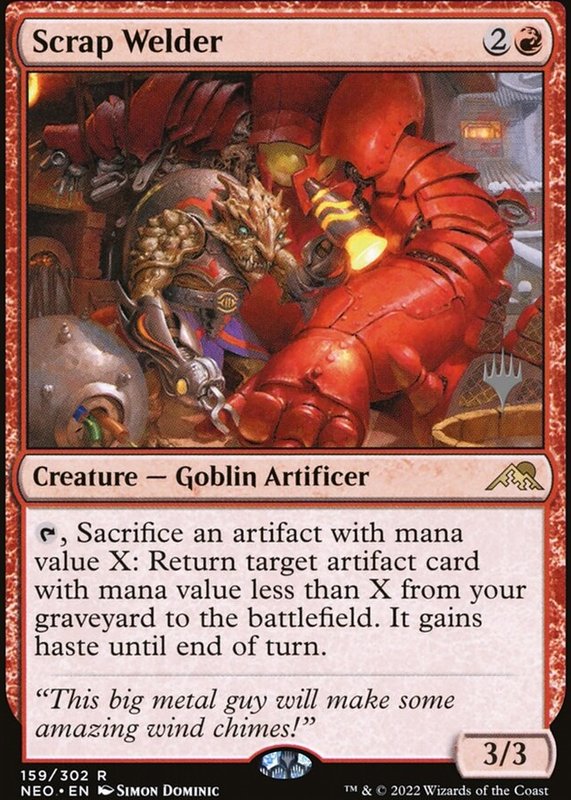 Scrap Welder 2
Creature — Goblin Artificer
, Sacrifice an artifact with mana
value X: Return target artifact card
with mana value less than X from your
graveyard to the battlefield. It gains
haste until end of turn.
“This big metal guy will make some
amazing wind chimes!”
3/3
159/302 R
NEO • EN SIMON DOMINIC
™ & © 2022 Wizards of the Coast